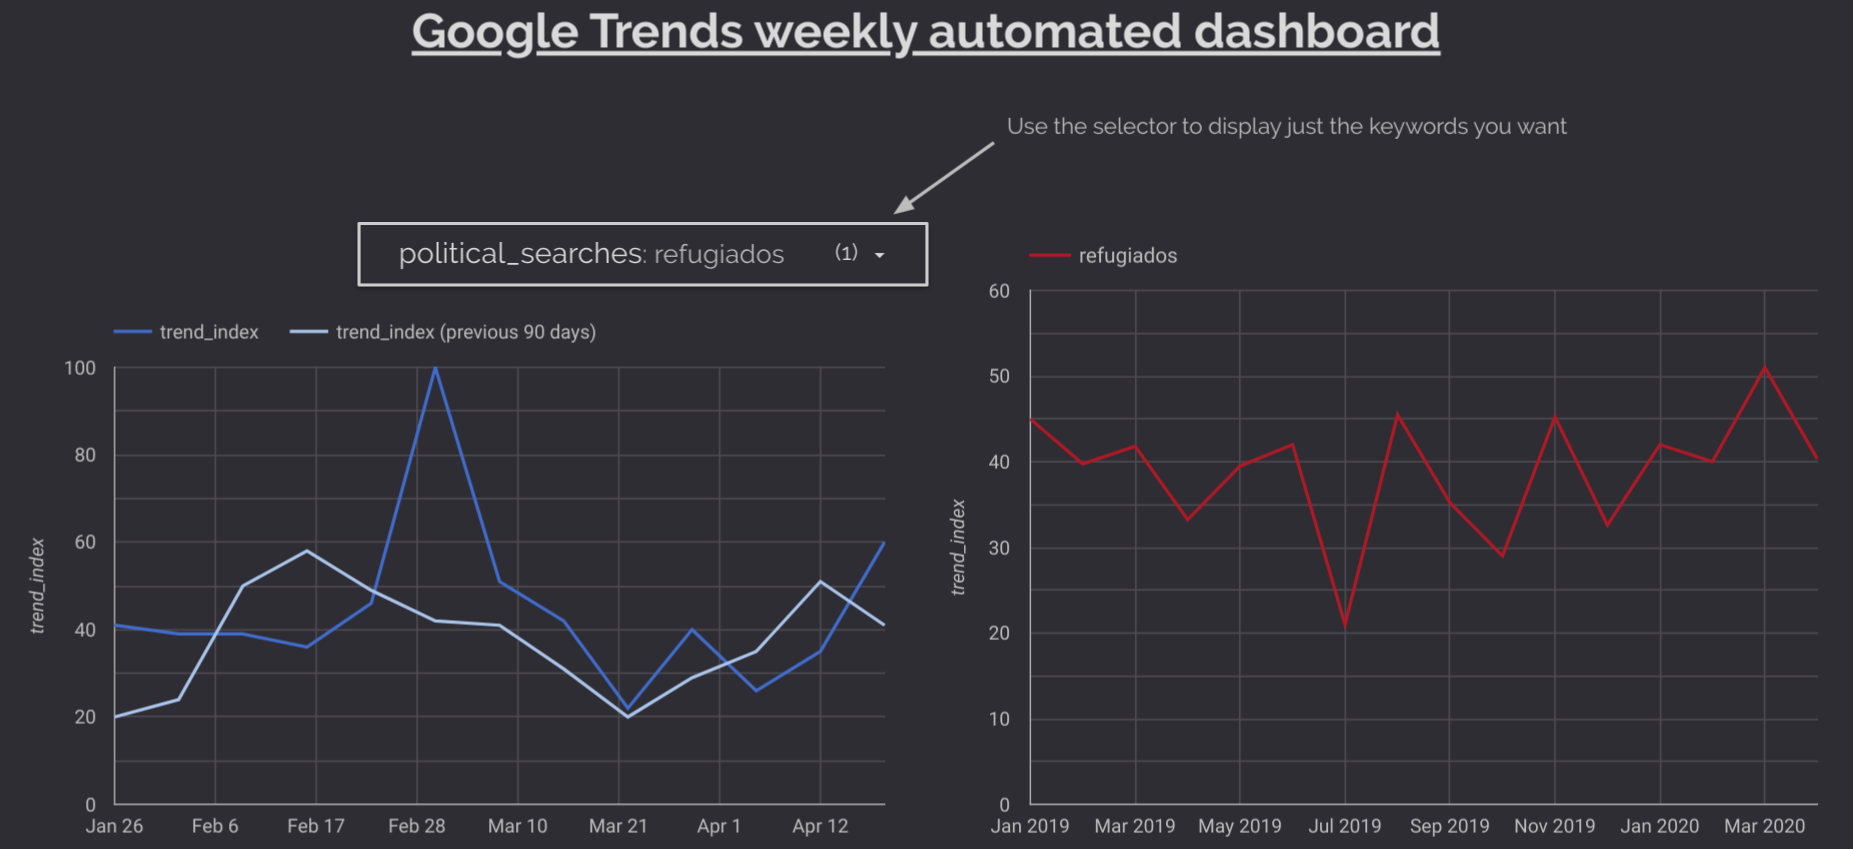 Google Trends weekly automated dashboard
Use the selector to display just the keywords you want
political_searches: refugiados (1)
trend_index trend_index (previous 90 days)
100
80
60
40
20
0
trend_index
Jan 26 Feb 6 Feb 17 Feb 28 Mar 10 Mar 21 Apr 1 Apr 12
refugiados
60
50
40
30
20
10
0
trend_index
Jan 2019 Mar 2019 May 2019 Jul 2019 Sep 2019 Nov 2019 Jan 2020 Mar 2020